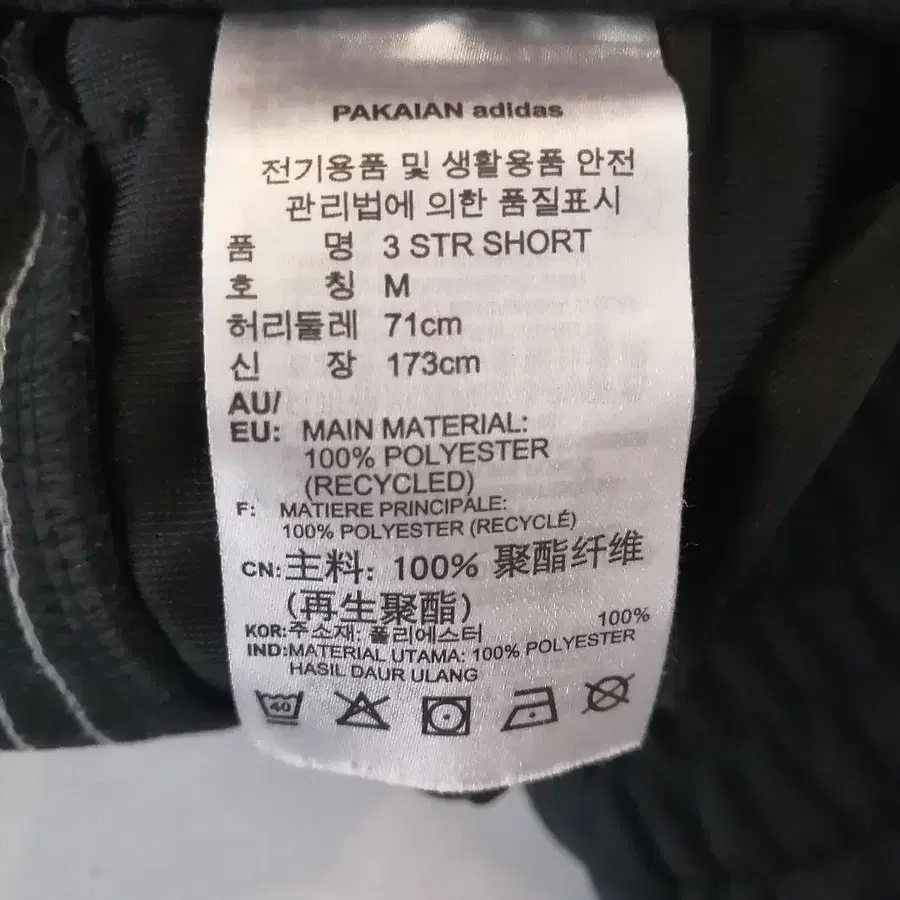 PAKAIAN adidas
전기용품 및 생활용품 안전
관리법에 의한 품질표시
품 명 3 STR SHORT
호 칭 M
허리둘레 71cm
신 장 173cm
AU/
EU: MAIN MATERIAL:
100% POLYESTER
(RECYCLED)
F: MATIERE PRINCIPALE:
100% POLYESTER (RECYCLÉ)
CN:主料: 100% 聚酯纤维
(再生聚酯)
KOR:주소재: 폴리에스터 100%
IND:MATERIAL UTAMA: 100% POLYESTER
HASIL DAUR ULANG
40